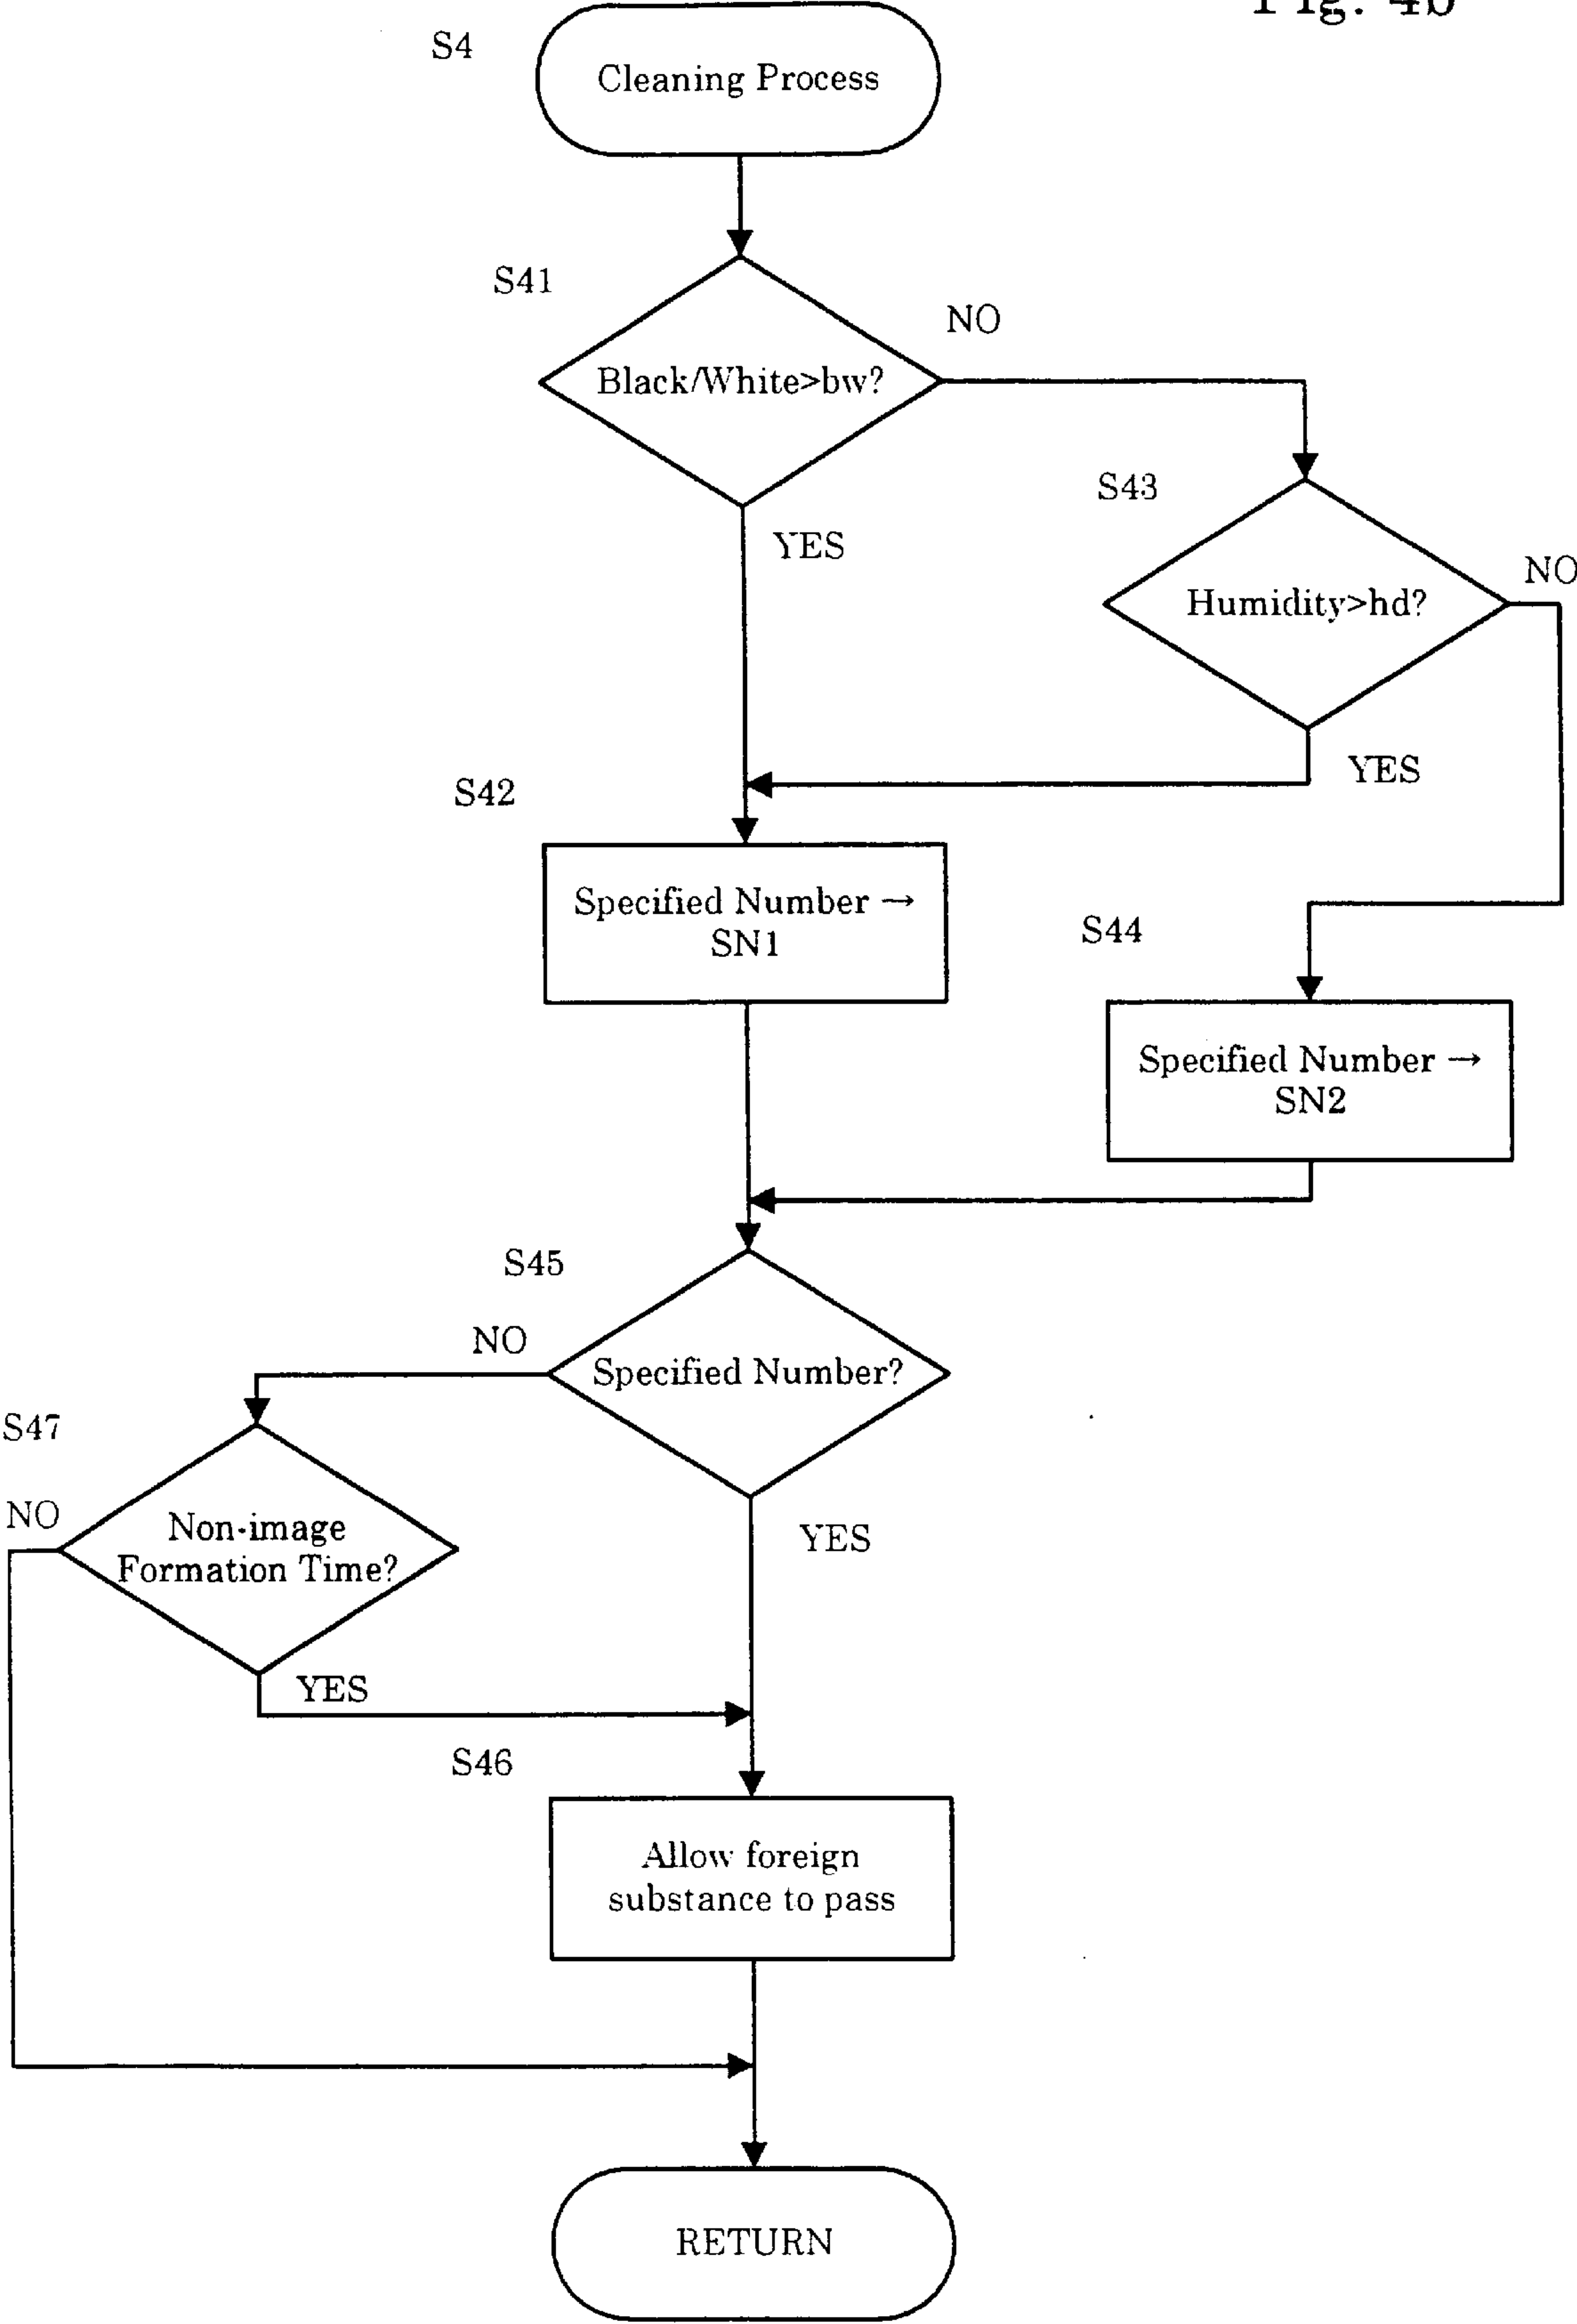 Fig. 4b
S4
Cleaning Process
S41
NO
Black/White>bw?
YES
S43
NO
Humidity>hd?
YES
S42
Specified Number →
SN1
S44
Specified Number →
SN2
S45
NO
Specified Number?
YES
S47
NO
Non-image
Formation Time?
YES
S46
Allow foreign
substance to pass
RETURN